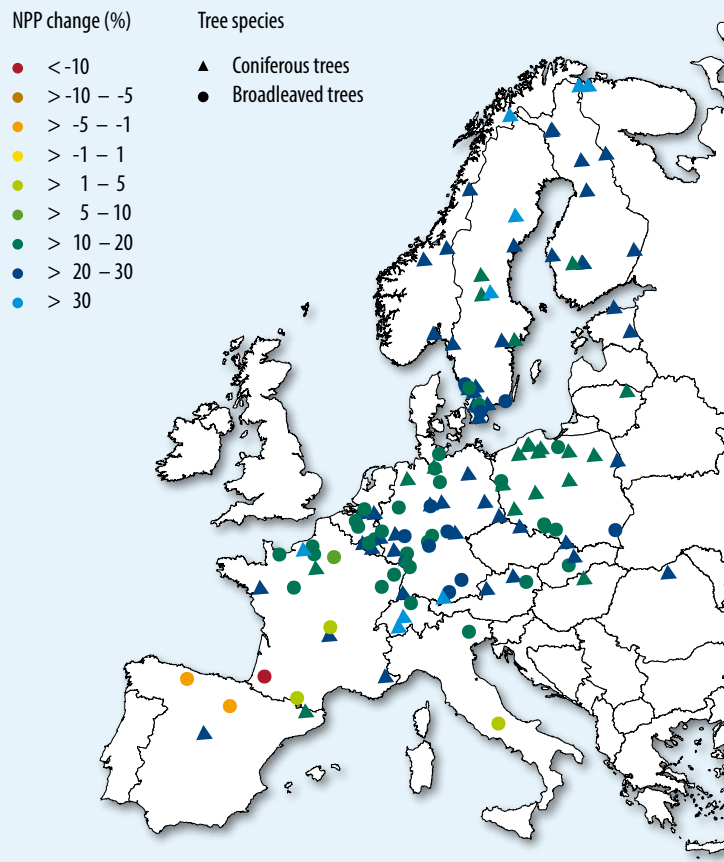 NPP change (%)
< -10
> -10 – -5
> -5 – -1
> -1 – 1
> 1 – 5
> 5 – 10
> 10 – 20
> 20 – 30
> 30
Tree species
Coniferous trees
Broadleaved trees